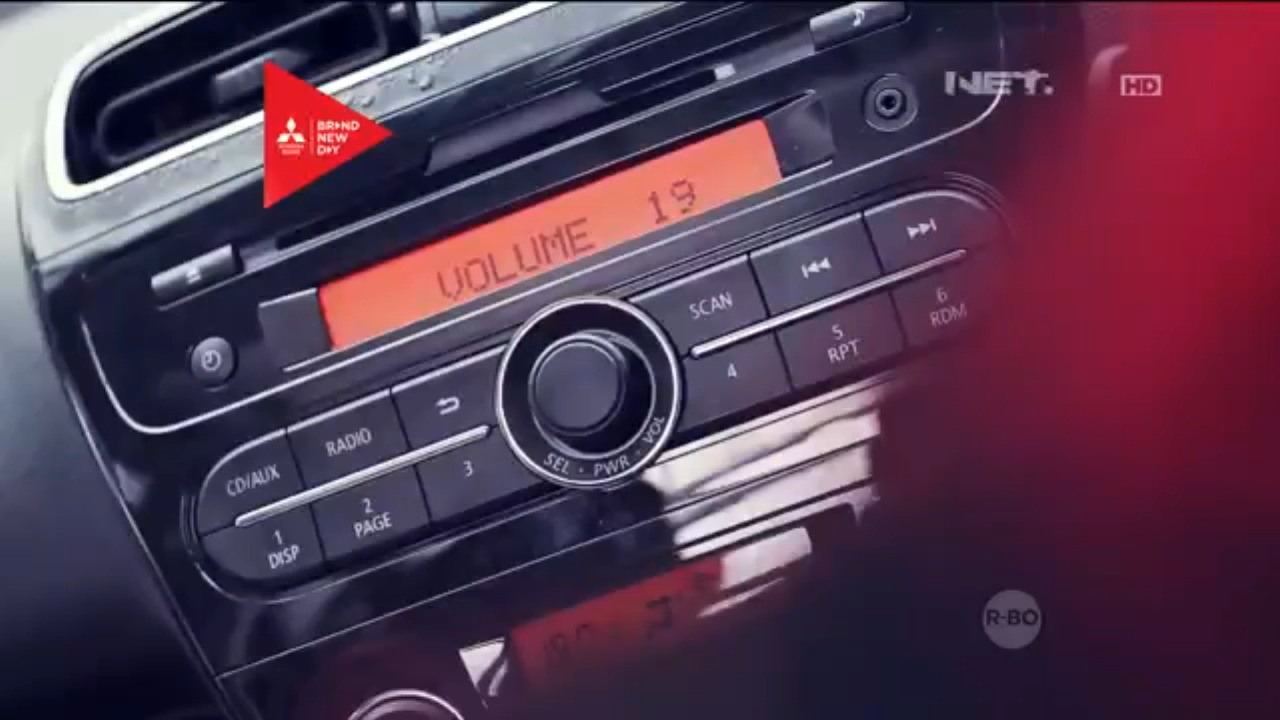 NET.
HD
BRAND
NEW
DAY
VOLUME 19
SCAN
4
5
RPT
6
RDM
CD/AUX
RADIO
1
DISP
2
PAGE
3
SEL · PWR · VOL
R-BO